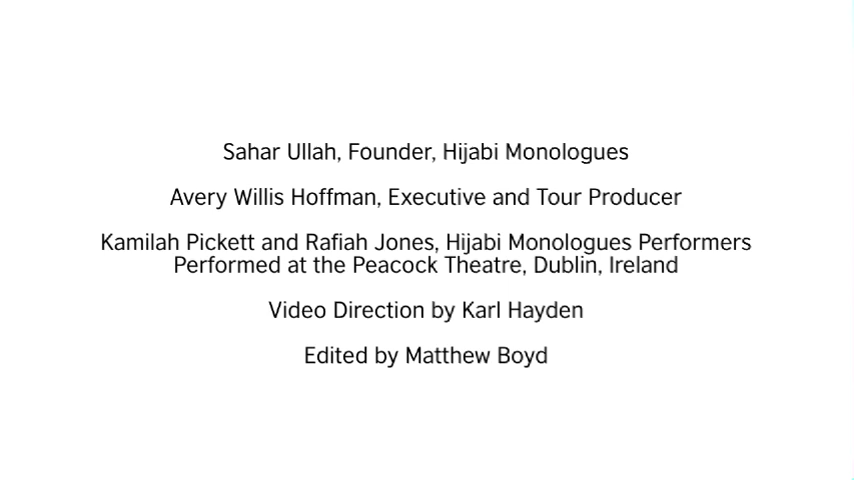 Sahar Ullah, Founder, Hijabi Monologues
Avery Willis Hoffman, Executive and Tour Producer
Kamilah Pickett and Rafiah Jones, Hijabi Monologues Performers
Performed at the Peacock Theatre, Dublin, Ireland
Video Direction by Karl Hayden
Edited by Matthew Boyd